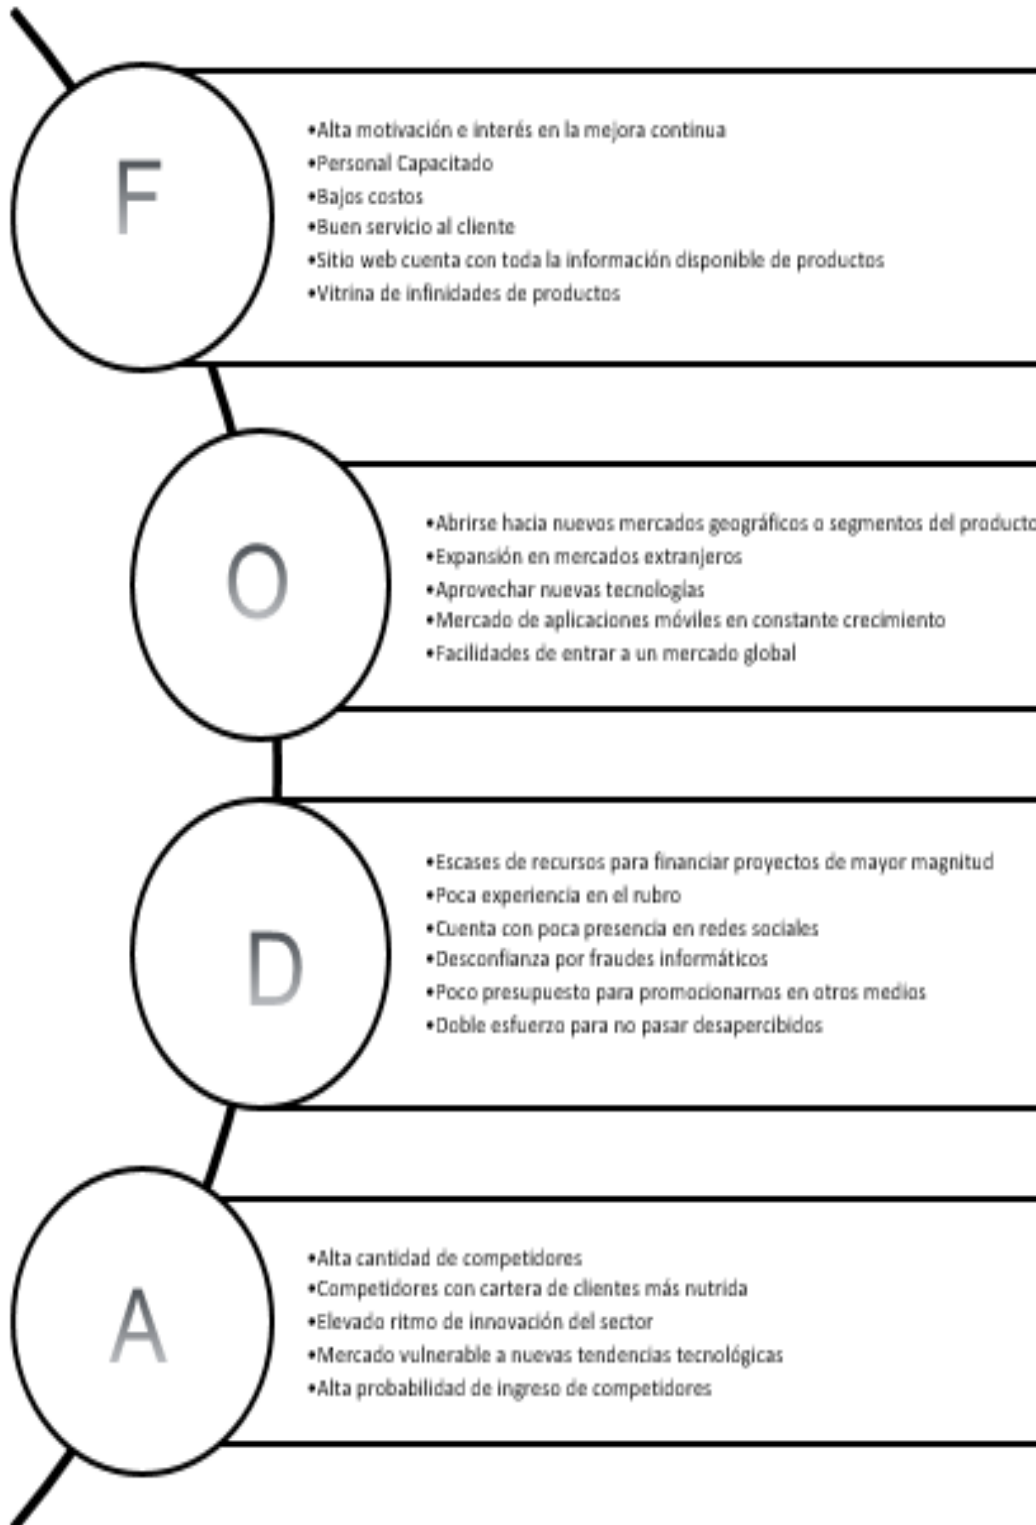 F
•Alta motivación e interés en la mejora continua
•Personal Capacitado
•Bajos costos
•Buen servicio al cliente
•Sitio web cuenta con toda la información disponible de productos
•Vitrina de infinidades de productos
O
•Abrirse hacia nuevos mercados geográficos o segmentos del producto
•Expansión en mercados extranjeros
•Aprovechar nuevas tecnologías
•Mercado de aplicaciones móviles en constante crecimiento
•Facilidades de entrar a un mercado global
D
•Escases de recursos para financiar proyectos de mayor magnitud
•Poca experiencia en el rubro
•Cuenta con poca presencia en redes sociales
•Desconfianza por fraudes informáticos
•Poco presupuesto para promocionarnos en otros medios
•Doble esfuerzo para no pasar desapercibidos
A
•Alta cantidad de competidores
•Competidores con cartera de clientes más nutrida
•Elevado ritmo de innovación del sector
•Mercado vulnerable a nuevas tendencias tecnológicas
•Alta probabilidad de ingreso de competidores